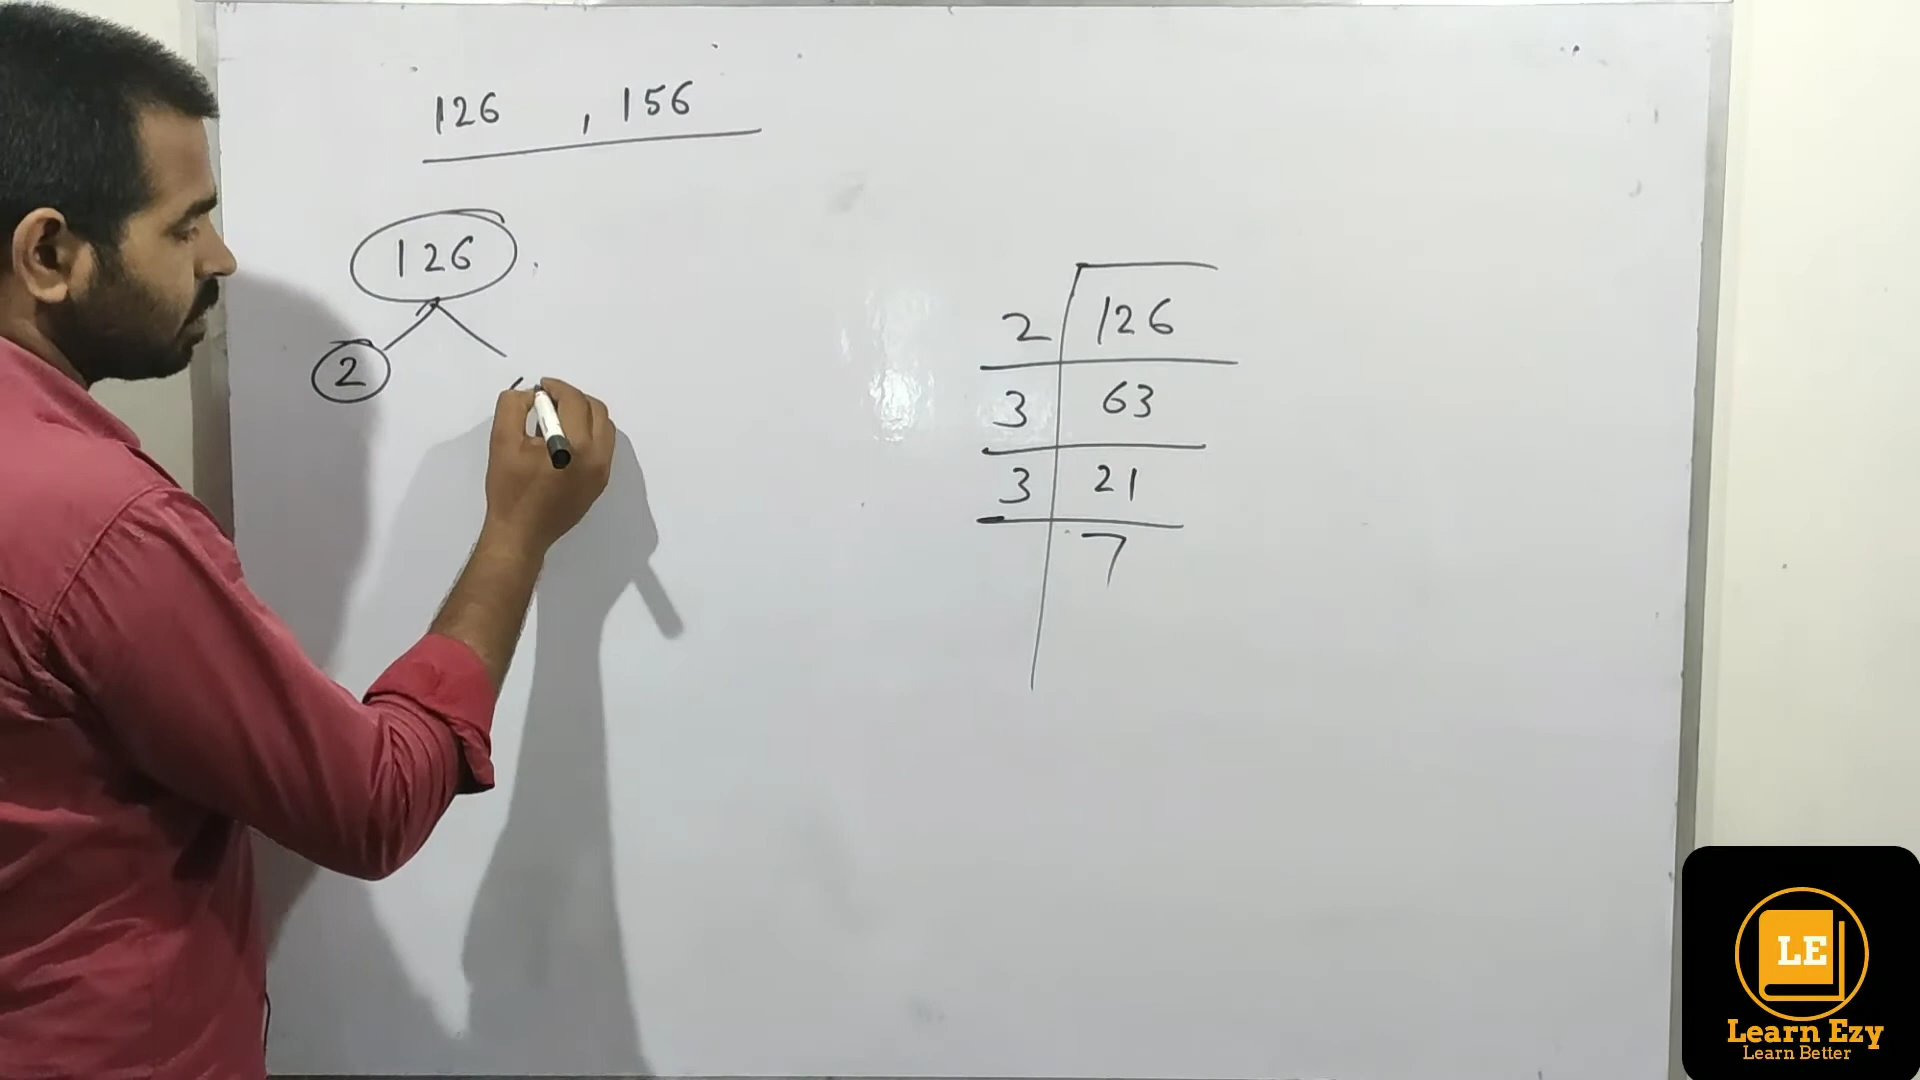 126 , 156
126
2
2 126
3 63
3 21
7
LE
Learn Ezy
Learn Better